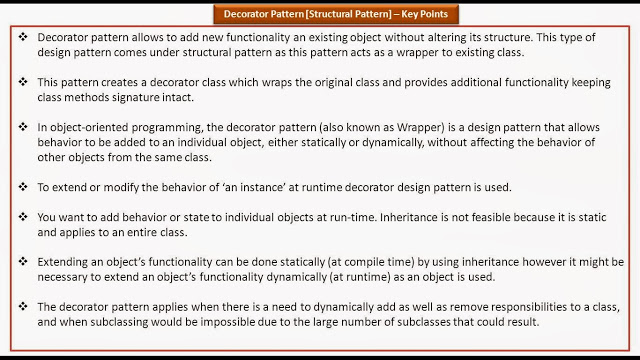 Decorator Pattern [Structural Pattern] – Key Points
❖ Decorator pattern allows to add new functionality an existing object without altering its structure. This type of
design pattern comes under structural pattern as this pattern acts as a wrapper to existing class.
❖ This pattern creates a decorator class which wraps the original class and provides additional functionality keeping
class methods signature intact.
❖ In object-oriented programming, the decorator pattern (also known as Wrapper) is a design pattern that allows
behavior to be added to an individual object, either statically or dynamically, without affecting the behavior of
other objects from the same class.
❖ To extend or modify the behavior of ‘an instance’ at runtime decorator design pattern is used.
❖ You want to add behavior or state to individual objects at run-time. Inheritance is not feasible because it is static
and applies to an entire class.
❖ Extending an object’s functionality can be done statically (at compile time) by using inheritance however it might be
necessary to extend an object’s functionality dynamically (at runtime) as an object is used.
❖ The decorator pattern applies when there is a need to dynamically add as well as remove responsibilities to a class,
and when subclassing would be impossible due to the large number of subclasses that could result.